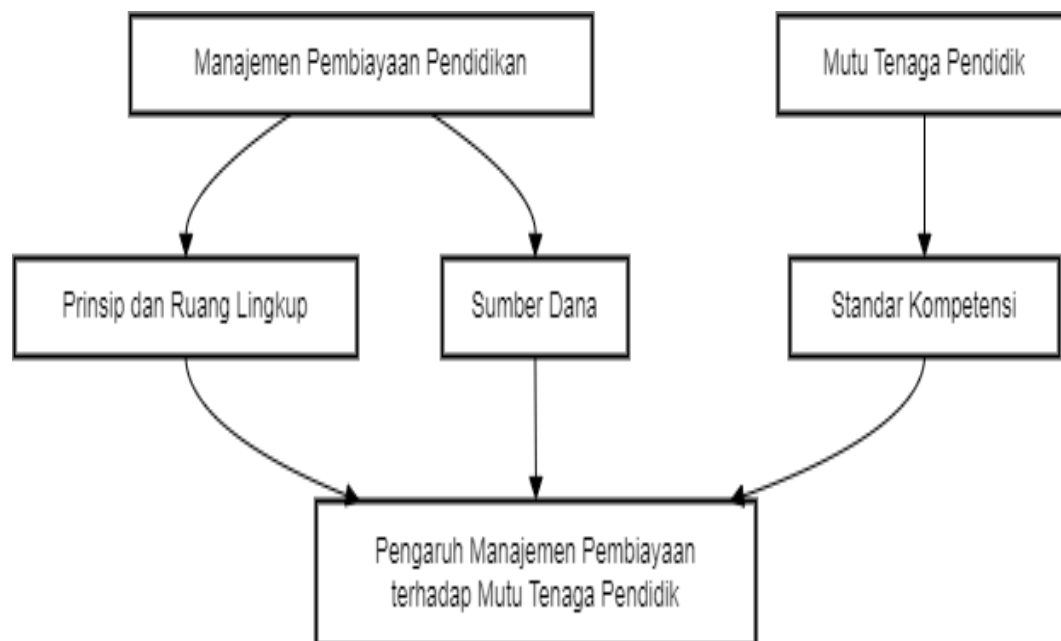 Manajemen Pembiayaan Pendidikan
Mutu Tenaga Pendidik
Prinsip dan Ruang Lingkup
Sumber Dana
Standar Kompetensi
Pengaruh Manajemen Pembiayaan
terhadap Mutu Tenaga Pendidik